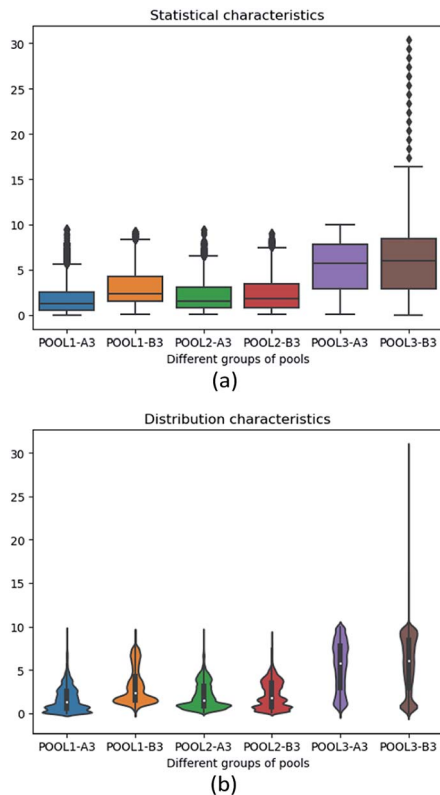 Statistical characteristics
30
25
20
15
10
5
0
POOL1-A3 POOL1-B3 POOL2-A3 POOL2-B3 POOL3-A3 POOL3-B3
Different groups of pools
(a)
Distribution characteristics
30
25
20
15
10
5
0
POOL1-A3 POOL1-B3 POOL2-A3 POOL2-B3 POOL3-A3 POOL3-B3
Different groups of pools
(b)